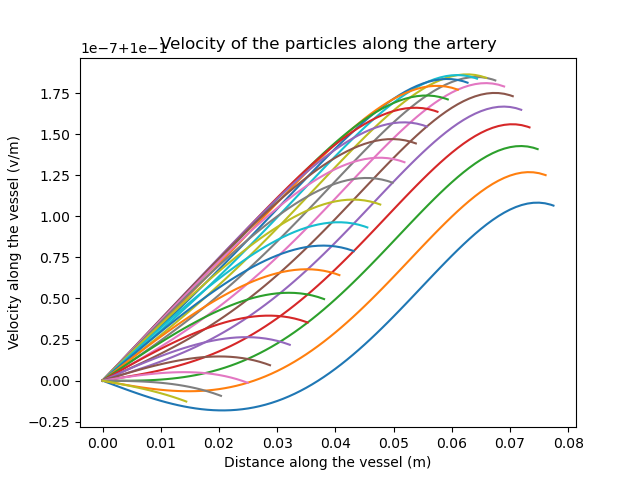 Velocity of the particles along the artery
1e−7+1e−1
Velocity along the vessel (v/m)
1.75
1.50
1.25
1.00
0.75
0.50
0.25
0.00
−0.25
0.00 0.01 0.02 0.03 0.04 0.05 0.06 0.07 0.08
Distance along the vessel (m)